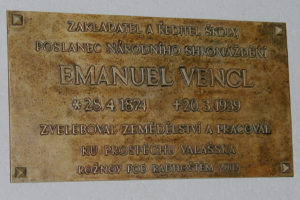 ZAKLADATEL A ŘEDITEL ŠKOLY,
POSLANEC NÁRODNÍHO SHROMÁŽDĚNÍ
EMANUEL VENCL
*28.4.1874 +20.3.1939
ZVELEBOVAL ZEMĚDĚLSTVÍ A PRACOVAL
KU PROSPĚCHU VALAŠSKA
ROŽNOV POD RADHOŠTĚM